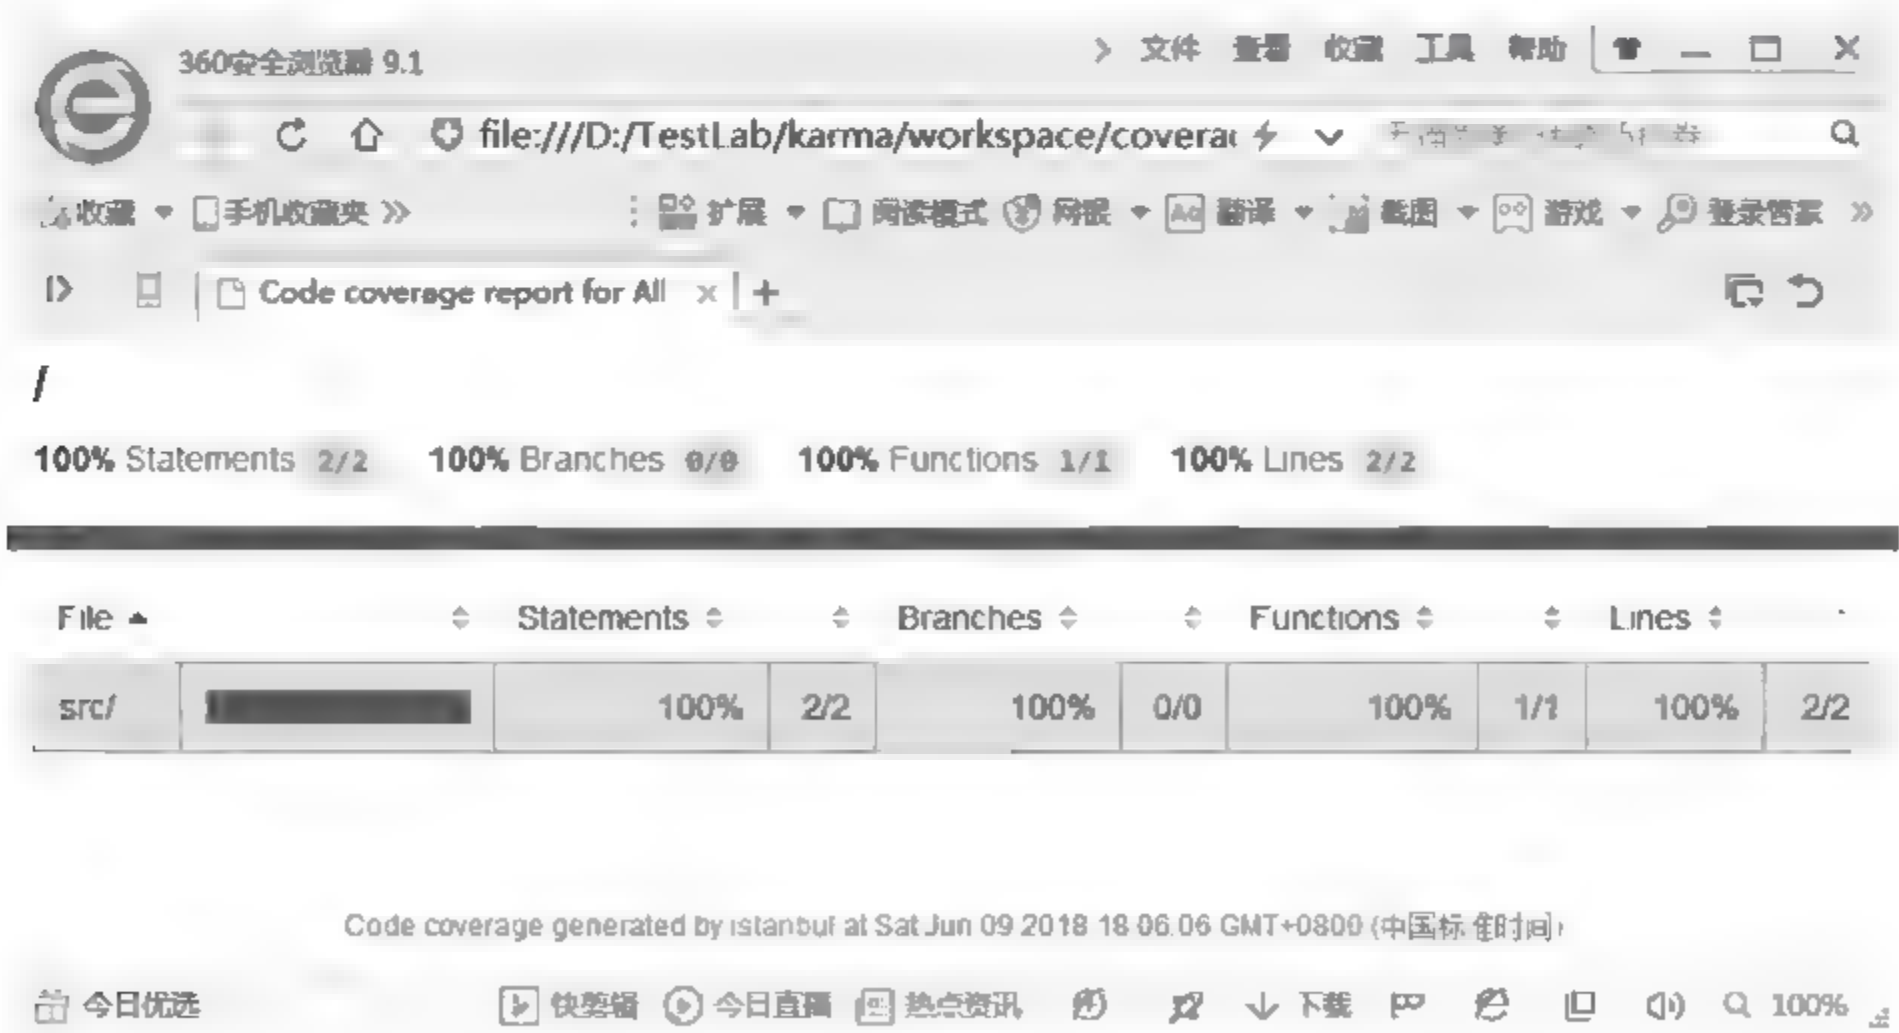 360安全浏览器 9.1 文件 查看 收藏 工具 帮助
file:///D:/TestLab/karma/workspace/covera
收藏 手机收藏夹 扩展 阅读模式 网银 翻译 截图 游戏 登录管家
Code coverage report for All
/
100% Statements 2/2 100% Branches 0/0 100% Functions 1/1 100% Lines 2/2
File Statements Branches Functions Lines
src/ 100% 2/2 100% 0/0 100% 1/1 100% 2/2
Code coverage generated by istanbul at Sat Jun 09 2018 18:06:06 GMT+0800 (中国标准时间)
今日优选 快剪辑 今日直播 热点资讯 下载 100%